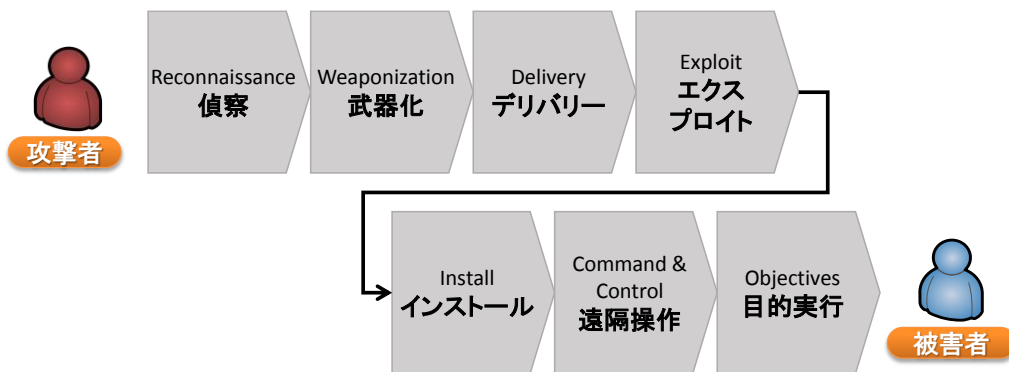 攻撃者
Reconnaissance
偵察
Weaponization
武器化
Delivery
デリバリー
Exploit
エクス
プロイト
Install
インストール
Command &
Control
遠隔操作
Objectives
目的実行
被害者